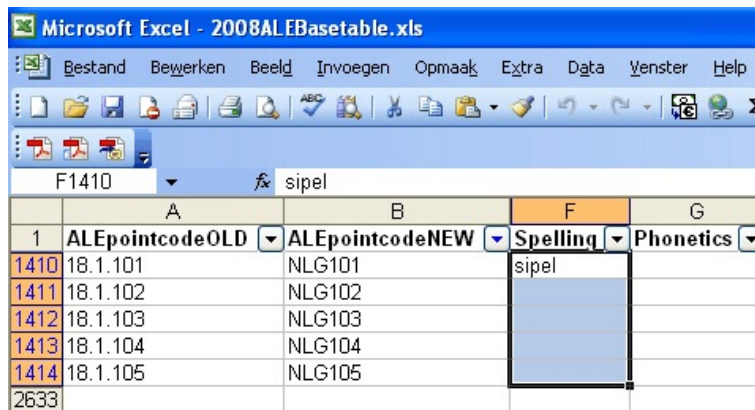 Microsoft Excel - 2008ALEBasetable.xls
Bestand Bewerken Beeld Invoegen Opmaak Extra Data Venster Help
ABC
F1410 fx sipel
A B F G
1 ALEpointcodeOLD ALEpointcodeNEW Spelling Phonetics
1410 18.1.101 NLG101 sipel
1411 18.1.102 NLG102
1412 18.1.103 NLG103
1413 18.1.104 NLG104
1414 18.1.105 NLG105
2633